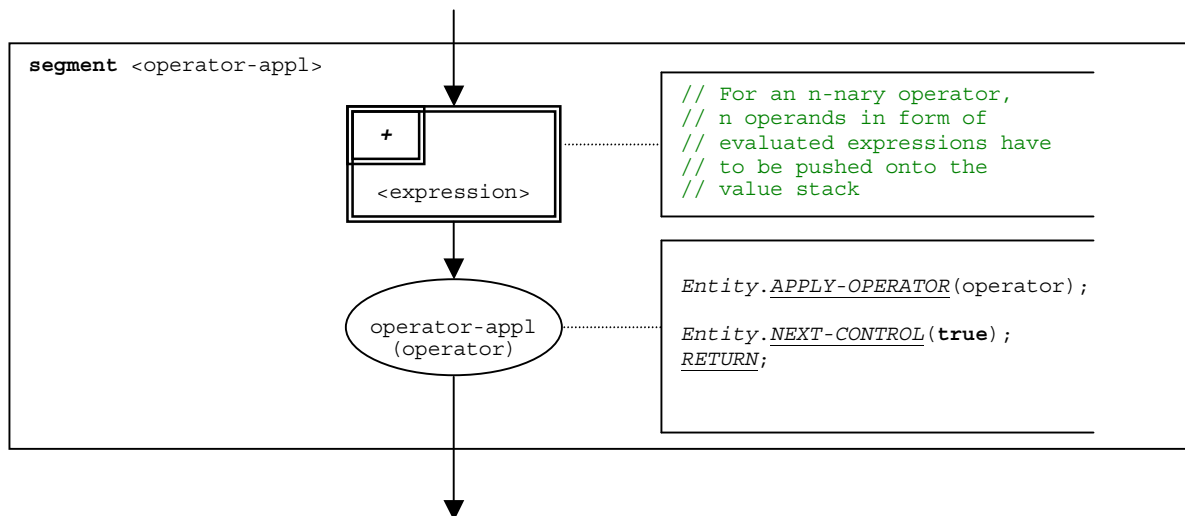 segment <operator-appl>
+
<expression>
// For an n-nary operator,
// n operands in form of
// evaluated expressions have
// to be pushed onto the
// value stack
operator-appl
(operator)
Entity.APPLY-OPERATOR(operator);
Entity.NEXT-CONTROL(true);
RETURN;